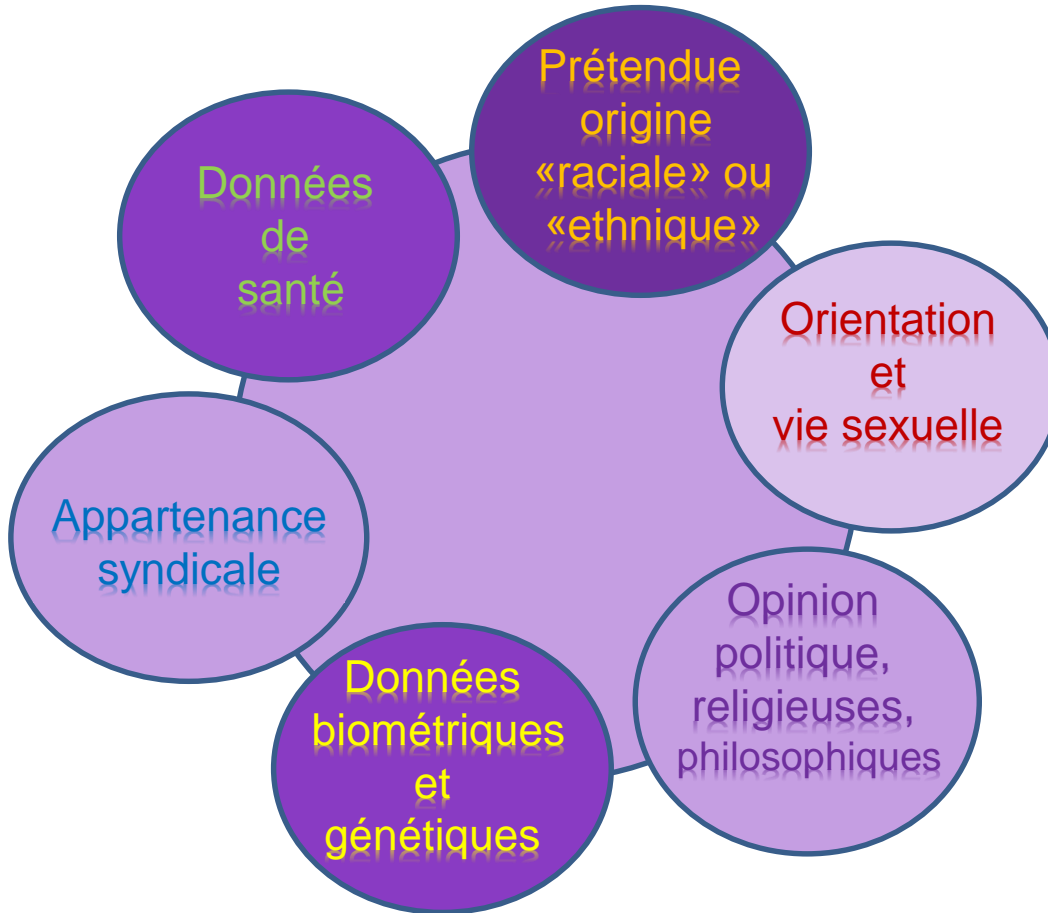 Prétendue
origine
«raciale» ou
«ethnique»
Données
de
santé
Orientation
et
vie sexuelle
Appartenance
syndicale
Opinion
politique,
religieuses,
philosophiques
Données
biométriques
et
génétiques